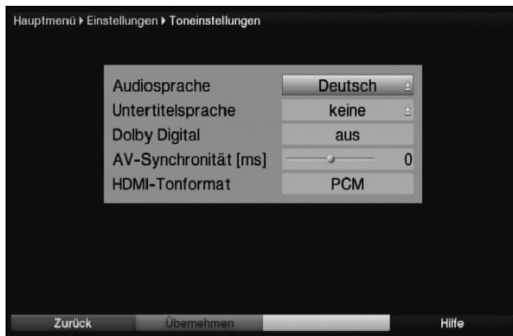 Hauptmenü ▸ Einstellungen ▸ Toneinstellungen
Audiosprache Deutsch
Untertitelsprache keine
Dolby Digital aus
AV-Synchronität [ms] 0
HDMI-Tonformat PCM
Zurück Übernehmen Hilfe